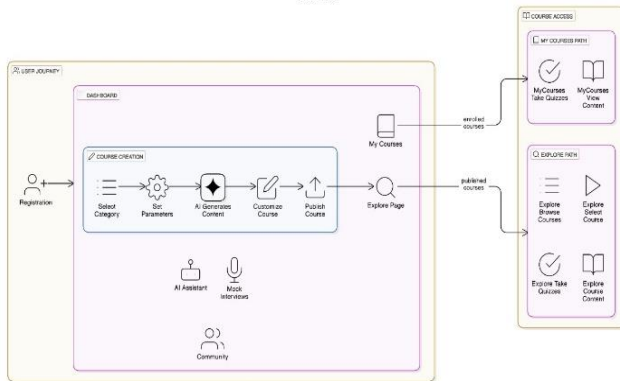 USER JOURNEY
Registration
DASHBOARD
COURSE CREATION
Select
Category
Set
Parameters
AI Generates
Content
Customize
Course
Publish
Course
My Courses
Explore Page
AI Assistant
Mock
Interviews
Community
enrolled
courses
published
courses
COURSE ACCESS
MY COURSES PATH
MyCourses
Take Quizzes
MyCourses
View
Content
EXPLORE PATH
Explore
Browse
Courses
Explore
Select
Course
Explore Take
Quizzes
Explore
Course
Content